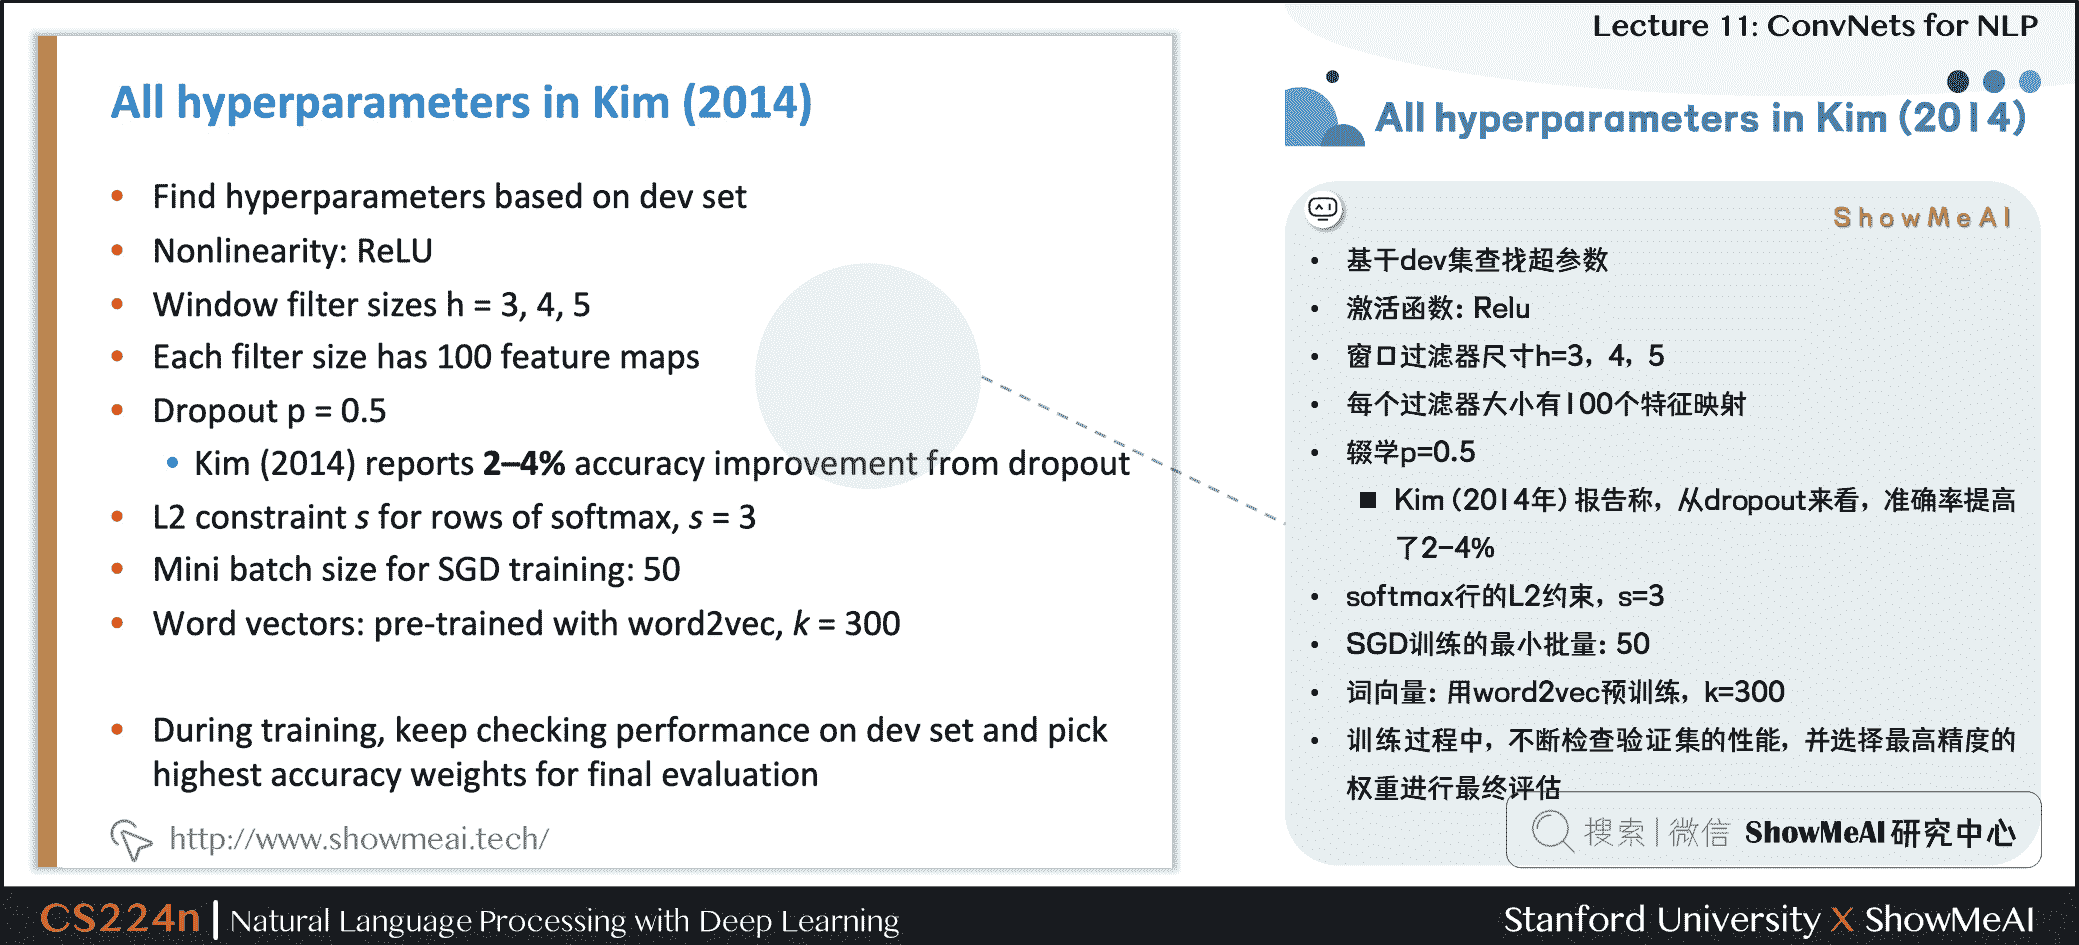 Lecture 11: ConvNets for NLP
All hyperparameters in Kim (2014)
• Find hyperparameters based on dev set
• Nonlinearity: ReLU
• Window filter sizes h = 3, 4, 5
• Each filter size has 100 feature maps
• Dropout p = 0.5
• Kim (2014) reports 2–4% accuracy improvement from dropout
• L2 constraint s for rows of softmax, s = 3
• Mini batch size for SGD training: 50
• Word vectors: pre-trained with word2vec, k = 300
• During training, keep checking performance on dev set and pick
highest accuracy weights for final evaluation
http://www.showmeai.tech/
All hyperparameters in Kim (2014)
ShowMeAI
• 基于dev集查找超参数
• 激活函数: Relu
• 窗口过滤器尺寸h=3，4，5
• 每个过滤器大小有100个特征映射
• 辍学p=0.5
■ Kim (2014年) 报告称，从dropout来看，准确率提高
了2-4%
• softmax行的L2约束，s=3
• SGD训练的最小批量: 50
• 词向量: 用word2vec预训练，k=300
• 训练过程中，不断检查验证集的性能，并选择最高精度的
权重进行最终评估
搜索|微信 ShowMeAI研究中心
CS224n | Natural Language Processing with Deep Learning
Stanford University X ShowMeAI